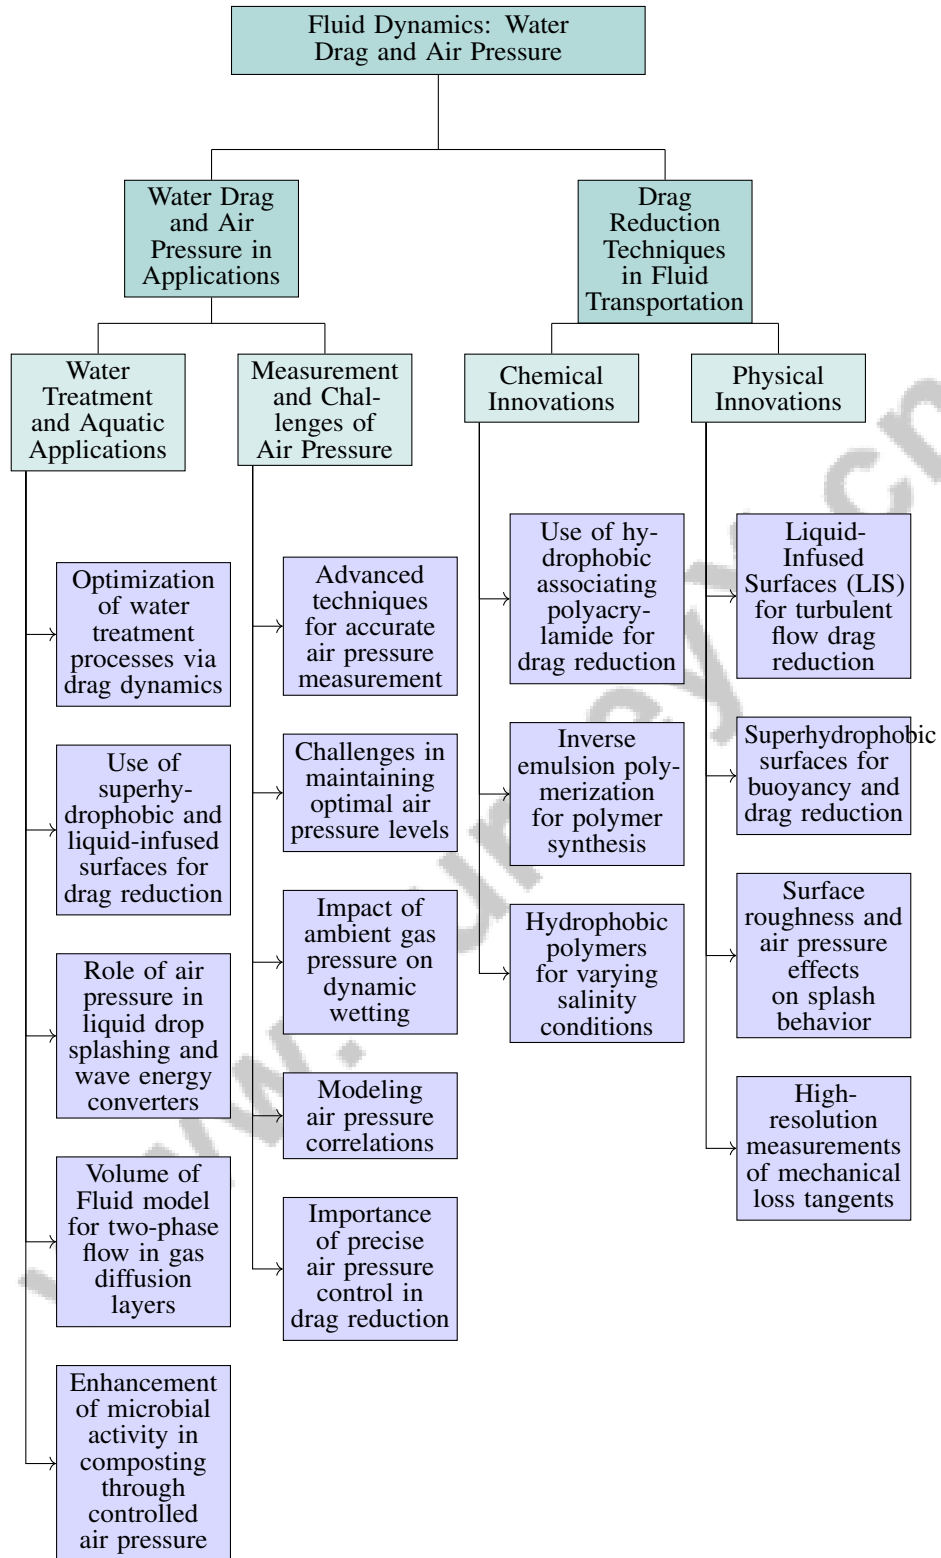 Fluid Dynamics: Water
Drag and Air Pressure
Water Drag
and Air
Pressure in
Applications
Drag
Reduction
Techniques
in Fluid
Transportation
Water
Treatment
and Aquatic
Applications
Measurement
and Chal-
lenges of
Air Pressure
Chemical
Innovations
Physical
Innovations
Optimization
of water
treatment
processes via
drag dynamics
Use of
superhy-
drophobic and
liquid-infused
surfaces for
drag reduction
Role of air
pressure in
liquid drop
splashing and
wave energy
converters
Volume of
Fluid model
for two-phase
flow in gas
diffusion
layers
Enhancement
of microbial
activity in
composting
through
controlled
air pressure
Advanced
techniques
for accurate
air pressure
measurement
Challenges in
maintaining
optimal air
pressure levels
Impact of
ambient gas
pressure on
dynamic
wetting
Modeling
air pressure
correlations
Importance
of precise
air pressure
control in
drag reduction
Use of hy-
drophobic
associating
polyacry-
lamide for
drag reduction
Inverse
emulsion poly-
merization
for polymer
synthesis
Hydrophobic
polymers
for varying
salinity
conditions
Liquid-
Infused
Surfaces (LIS)
for turbulent
flow drag
reduction
Superhydrophobic
surfaces for
buoyancy and
drag reduction
Surface
roughness and
air pressure
effects
on splash
behavior
High-
resolution
measurements
of mechanical
loss tangents